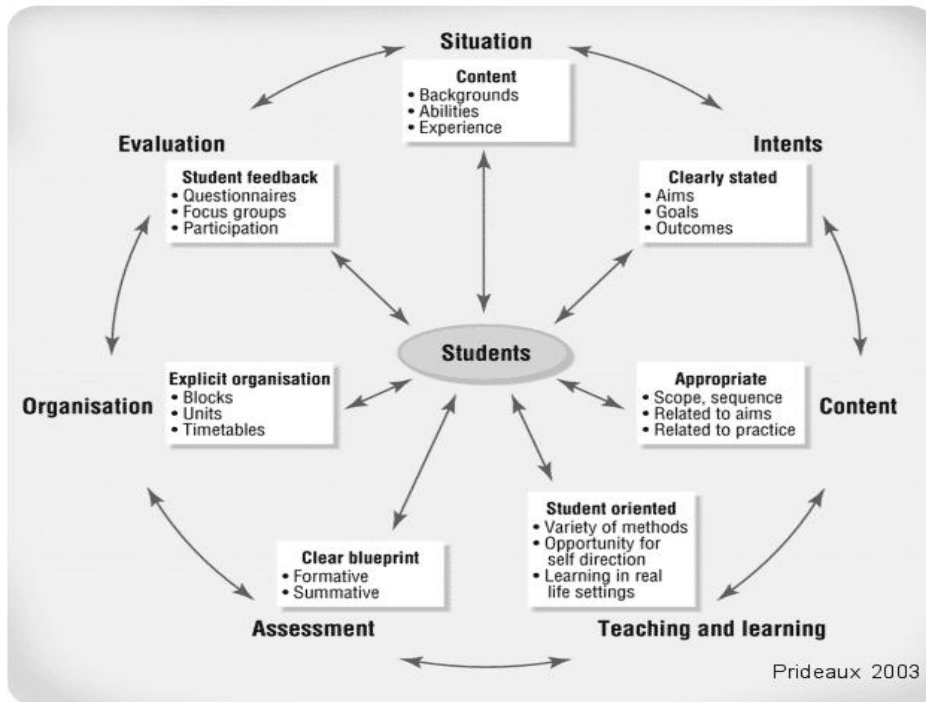 Situation
Content
• Backgrounds
• Abilities
• Experience
Evaluation
Student feedback
• Questionnaires
• Focus groups
• Participation
Intents
Clearly stated
• Aims
• Goals
• Outcomes
Students
Organisation
Explicit organisation
• Blocks
• Units
• Timetables
Appropriate
• Scope, sequence
• Related to aims
• Related to practice
Content
Clear blueprint
• Formative
• Summative
Assessment
Student oriented
• Variety of methods
• Opportunity for
self direction
• Learning in real
life settings
Teaching and learning
Prideaux 2003